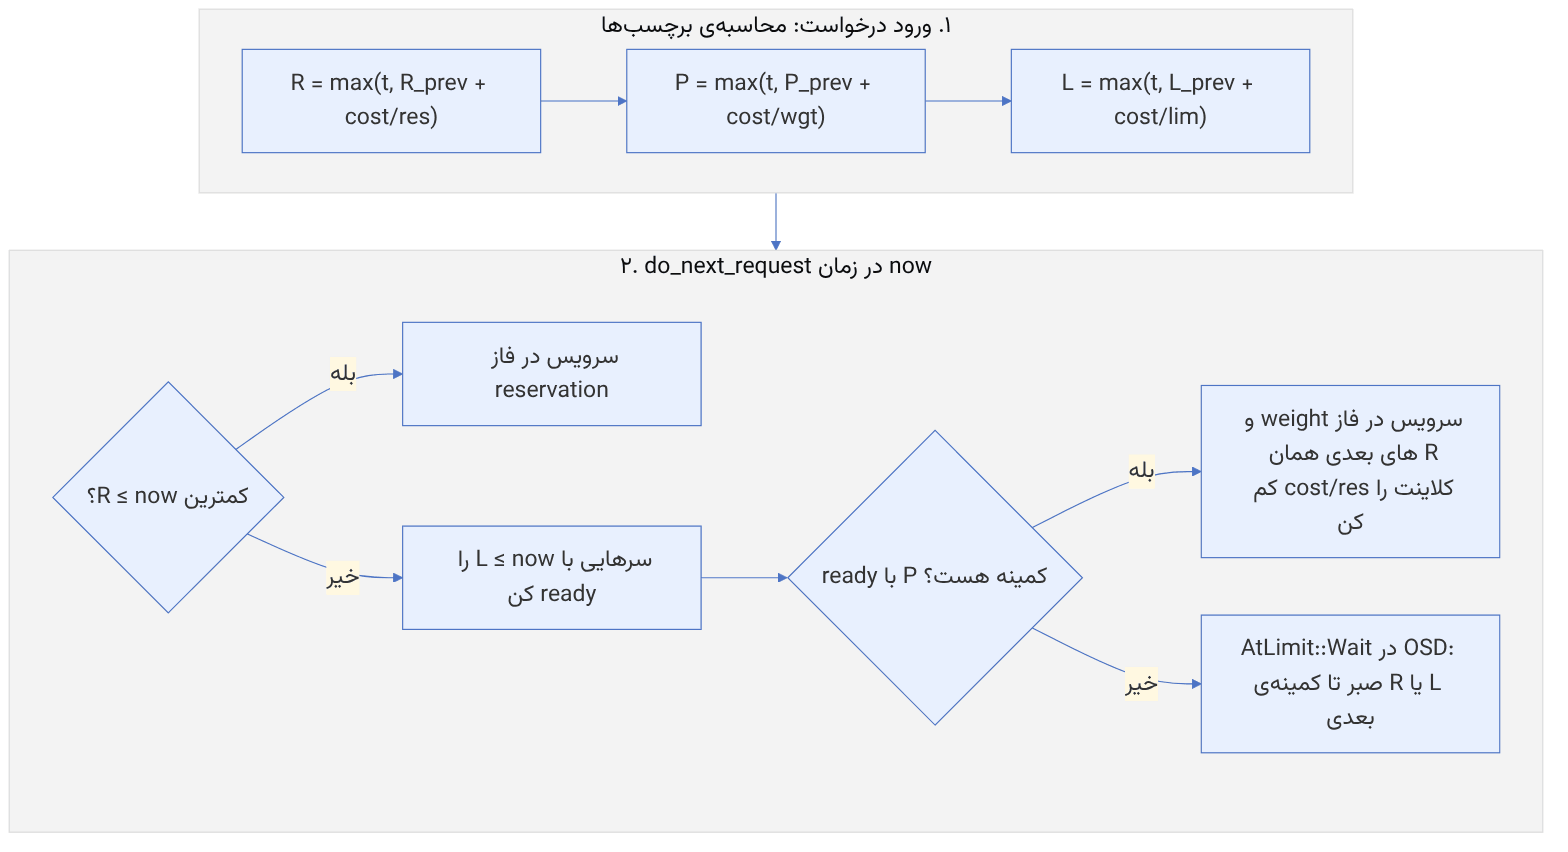 ۱. ورود درخواست: محاسبه‌ی برچسب‌ها
R = max(t, R_prev +
cost/res)
P = max(t, P_prev +
cost/wgt)
L = max(t, L_prev +
cost/lim)
۲. do_next_request در زمان now
کمترین R ≤ now؟
بله
سرویس در فاز
reservation
خیر
سرهایی با L ≤ now را
ready کن
ready با P کمینه هست؟
بله
سرویس در فاز weight و
R های بعدی همان
کلاینت را cost/res کم
کن
خیر
AtLimit::Wait در OSD:
صبر تا کمینه‌ی R یا L
بعدی